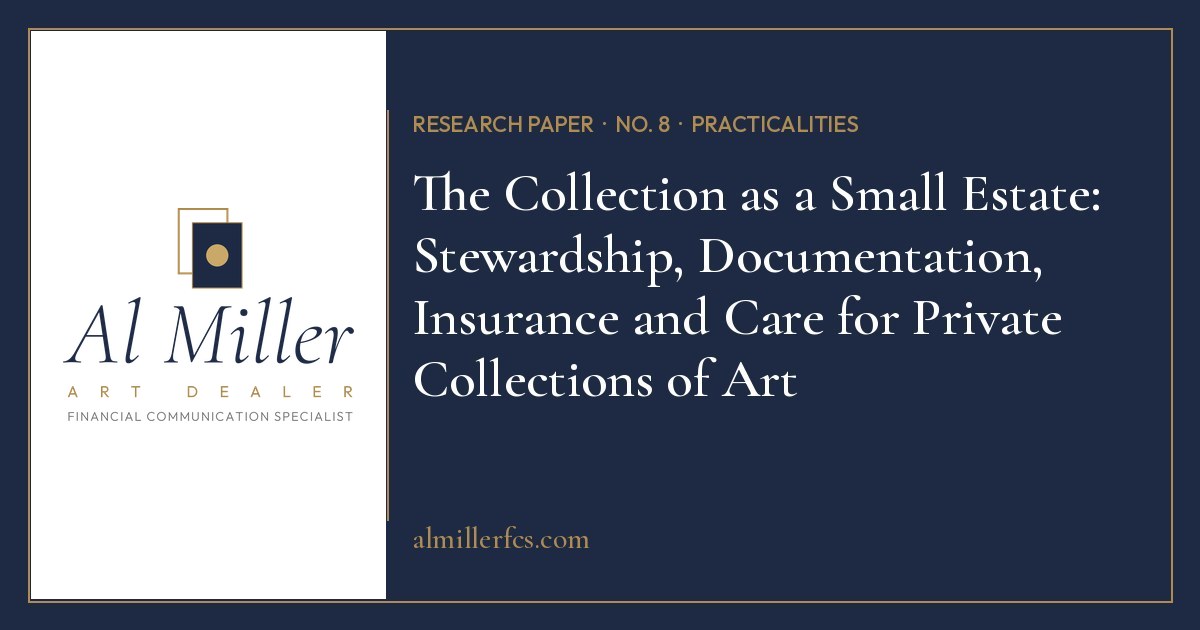 Al Miller
ART DEALER
FINANCIAL COMMUNICATION SPECIALIST
RESEARCH PAPER · NO. 8 · PRACTICALITIES
The Collection as a Small Estate:
Stewardship, Documentation,
Insurance and Care for Private
Collections of Art
almillerfcs.com